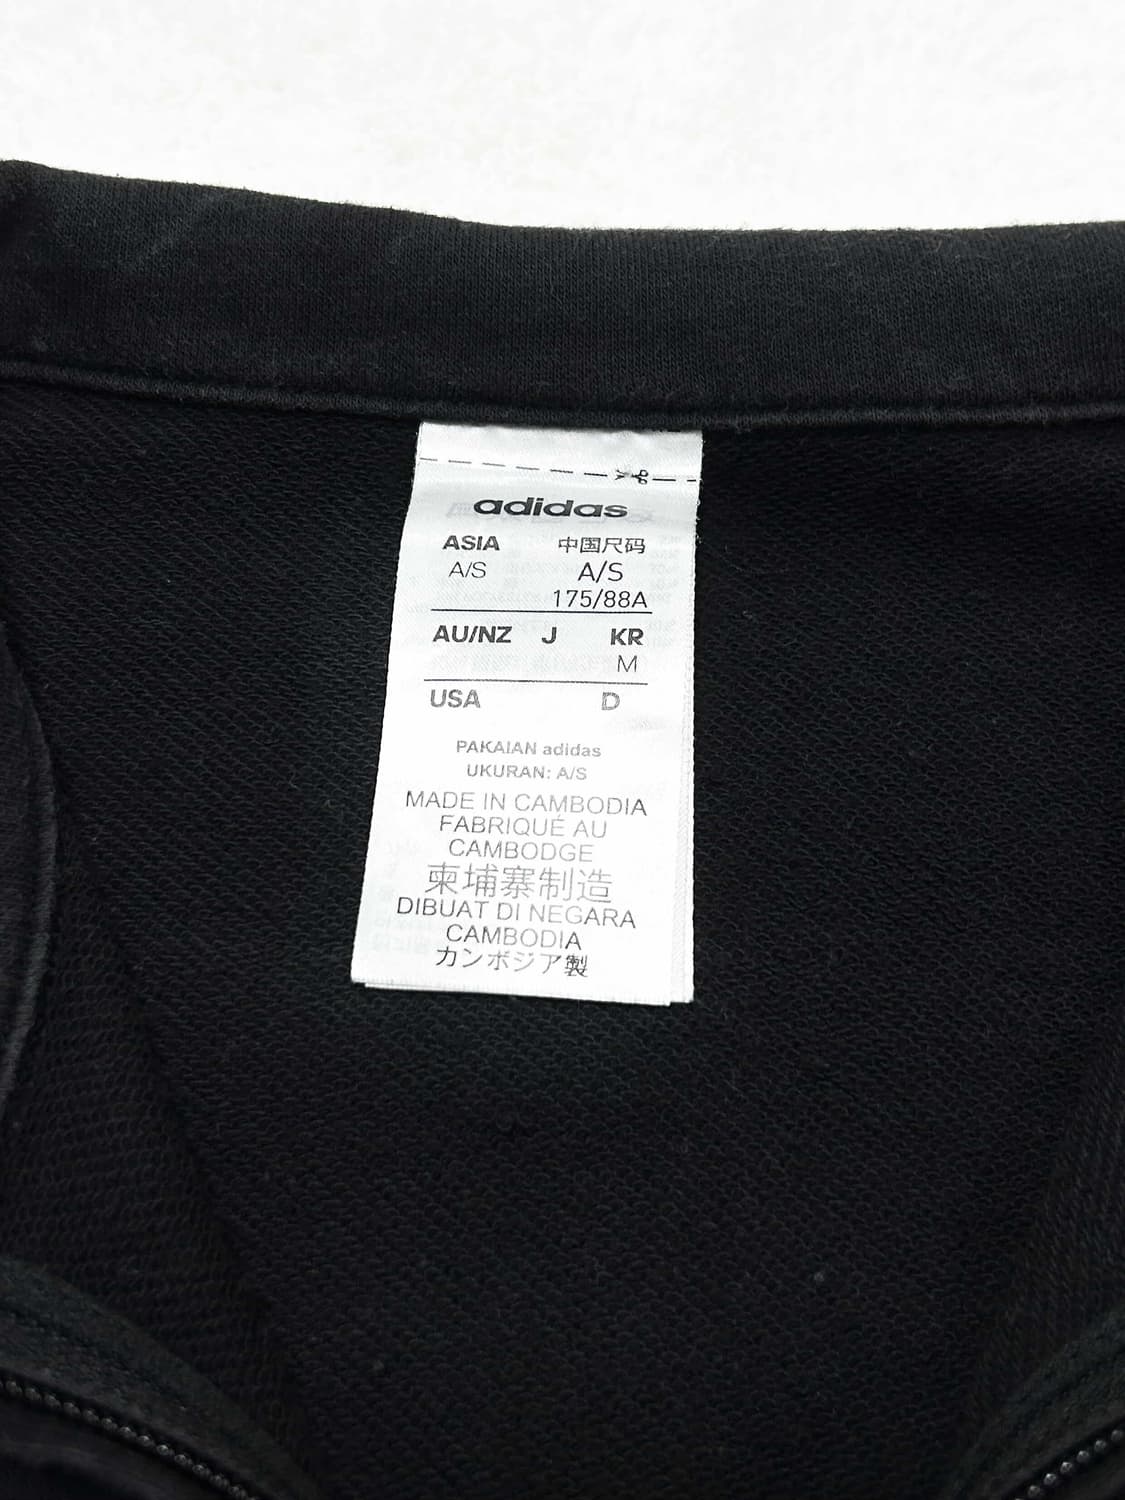 adidas
ASIA 中国尺码
A/S A/S
175/88A
AU/NZ J KR
M
USA D
PAKAIAN adidas
UKURAN: A/S
MADE IN CAMBODIA
FABRIQUÉ AU
CAMBODGE
柬埔寨制造
DIBUAT DI NEGARA
CAMBODIA
カンボジア製